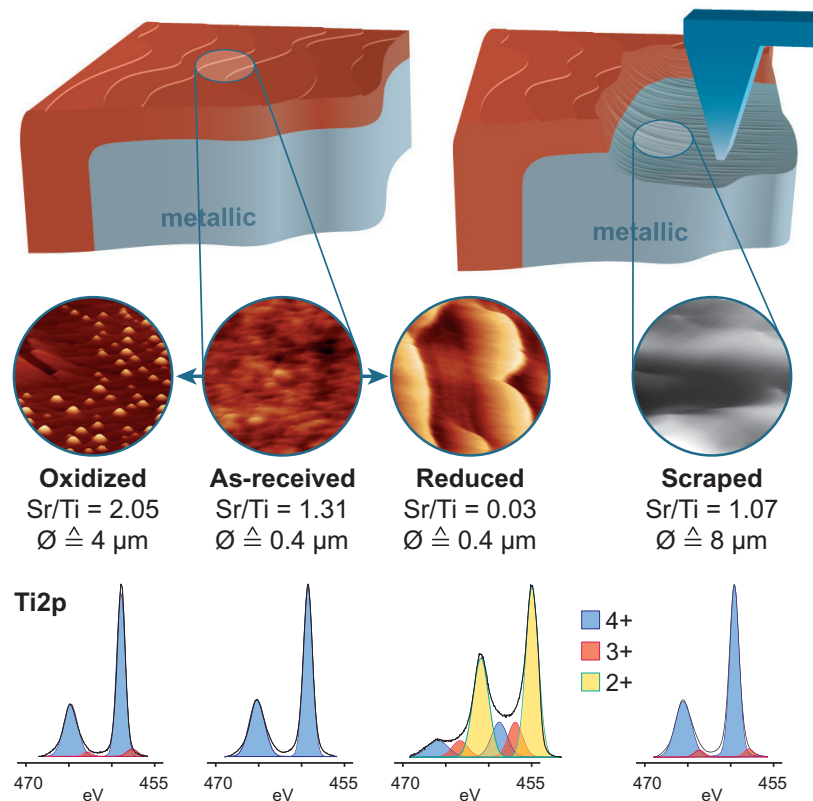 metallic
metallic
Oxidized
Sr/Ti = 2.05
Ø ≙ 4 µm
As-received
Sr/Ti = 1.31
Ø ≙ 0.4 µm
Reduced
Sr/Ti = 0.03
Ø ≙ 0.4 µm
Scraped
Sr/Ti = 1.07
Ø ≙ 8 µm
Ti2p
4+
3+
2+
470 455
eV
470 455
eV
470 455
eV
470 455
eV